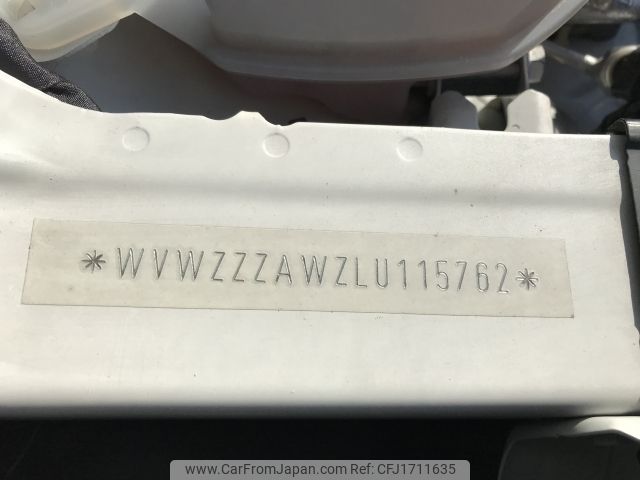 *WVWZZZAWZLU115762*
www.CarFromJapan.com Ref:CFJ1711635